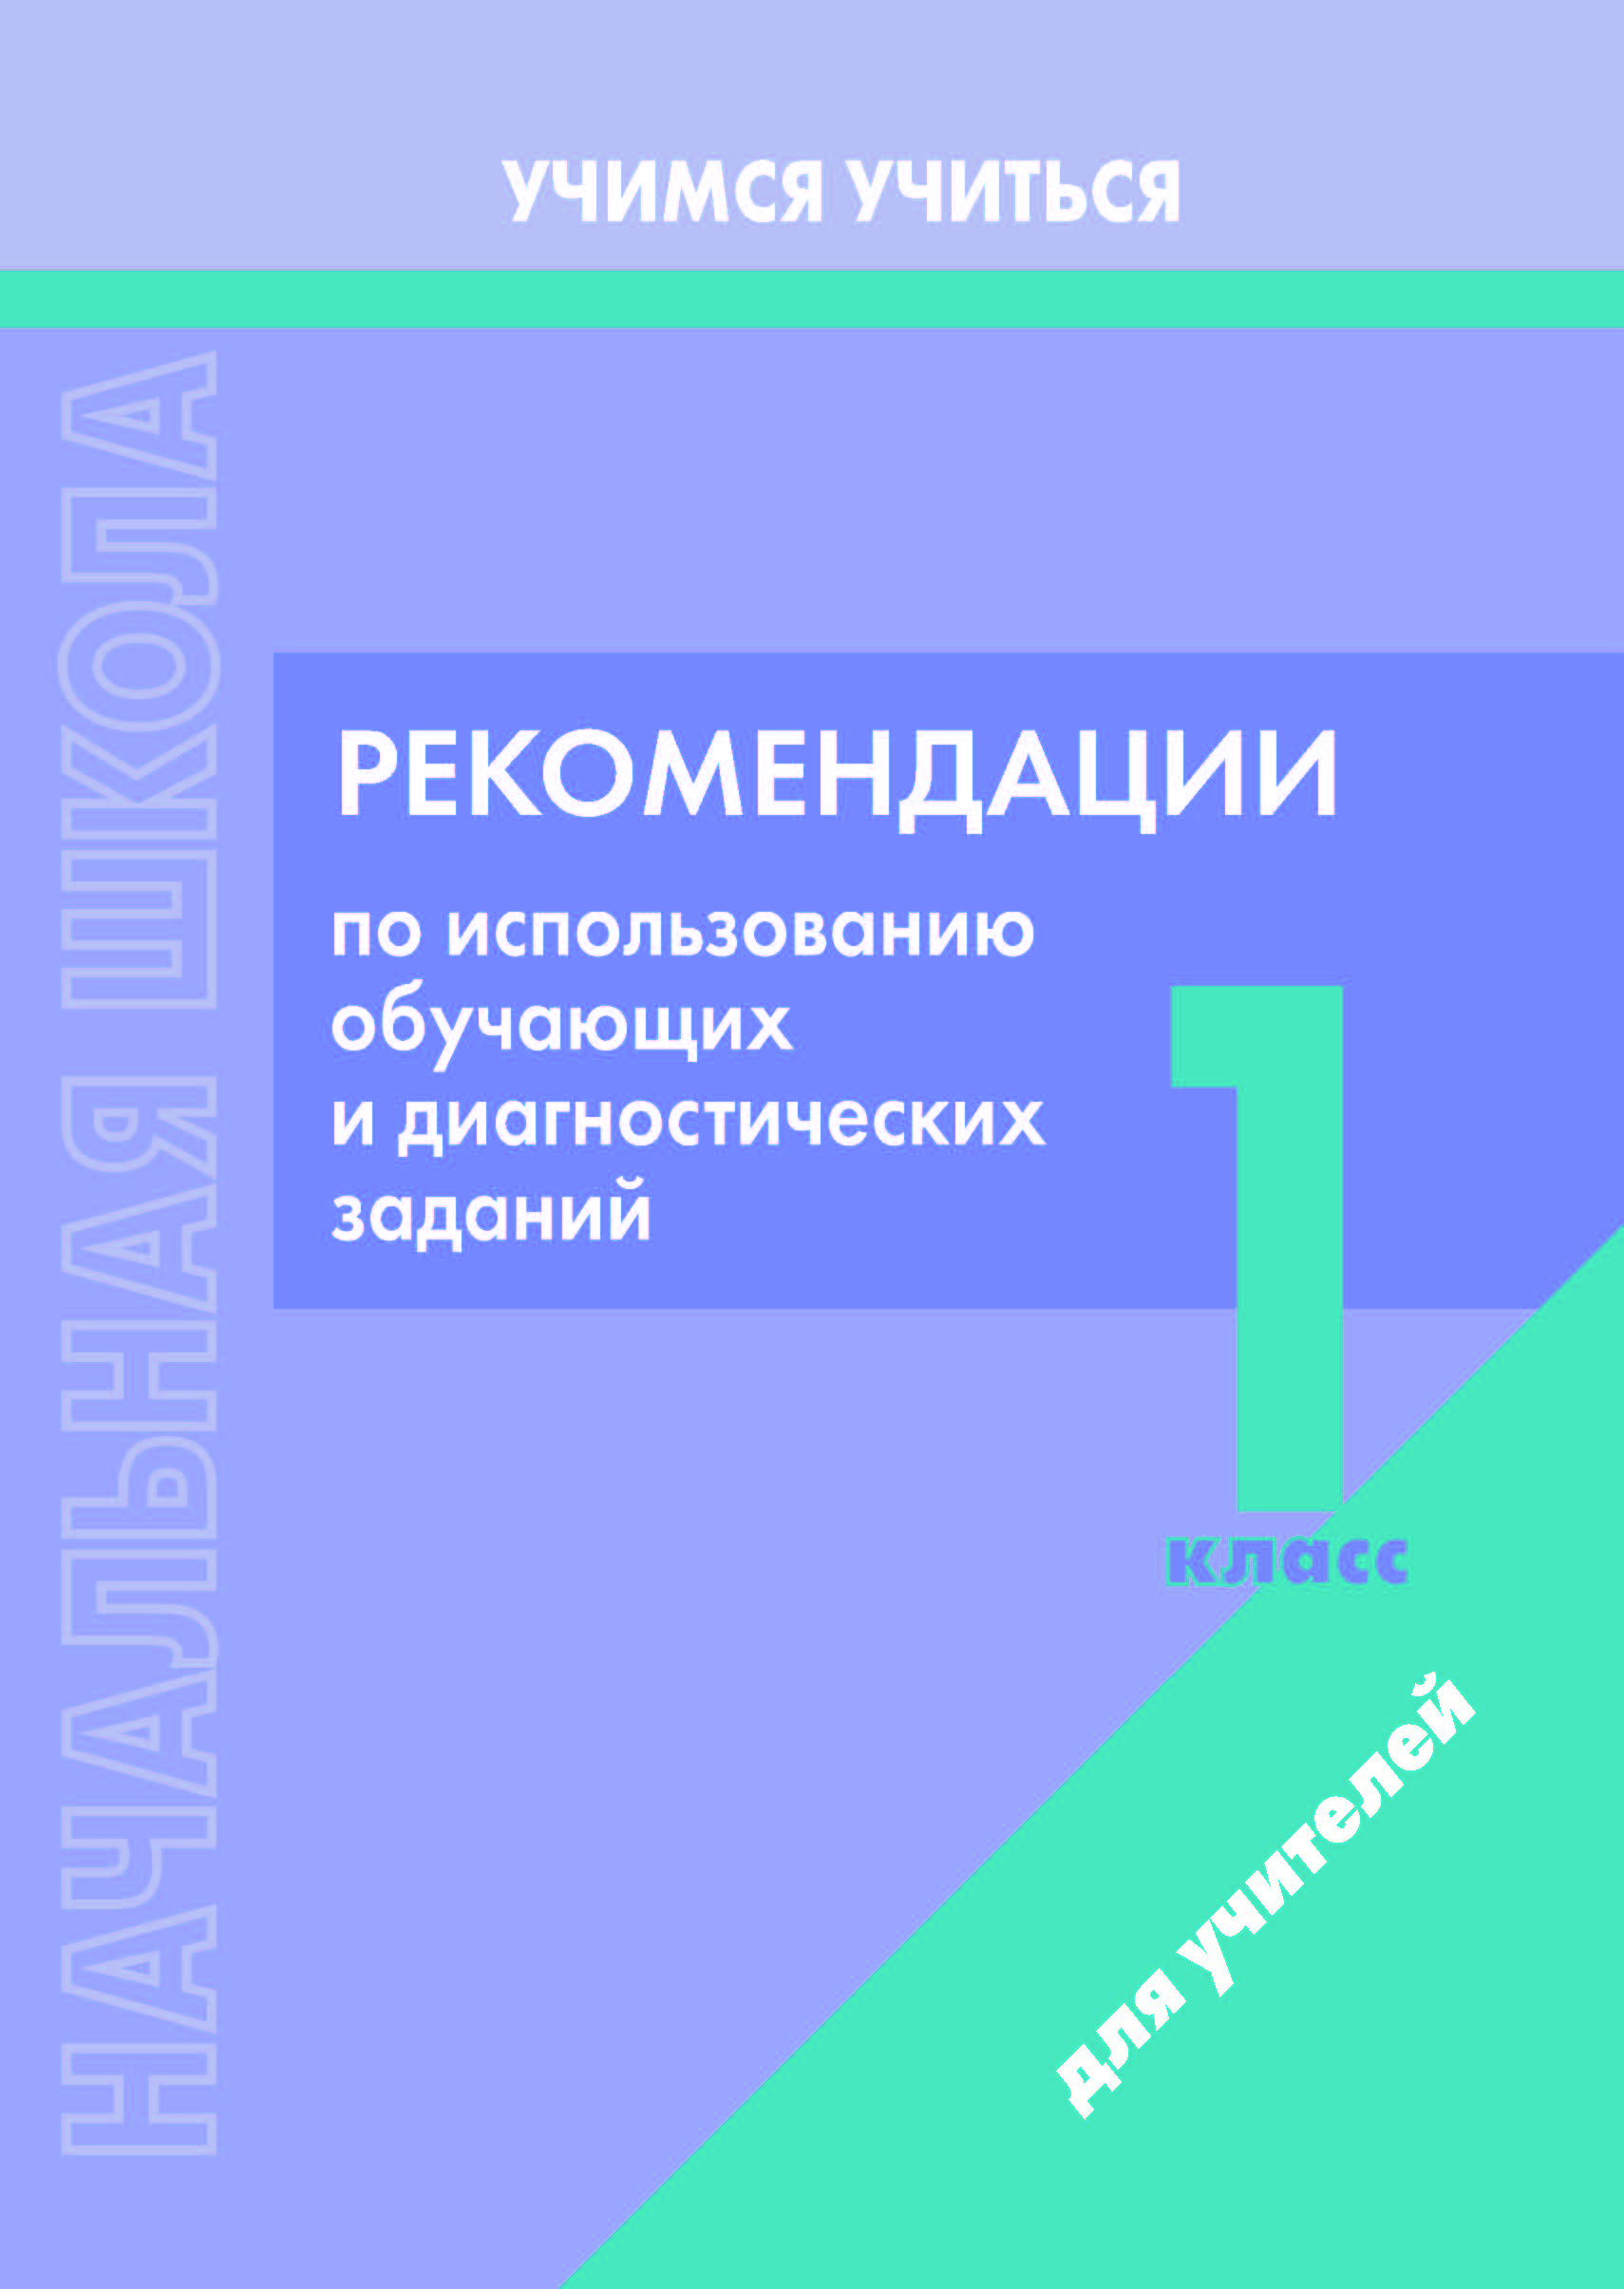 УЧИМСЯ УЧИТЬСЯ
НАЧАЛЬНАЯ ШКОЛА
РЕКОМЕНДАЦИИ
по использованию
обучающих
и диагностических
заданий
1
класс
для учителей